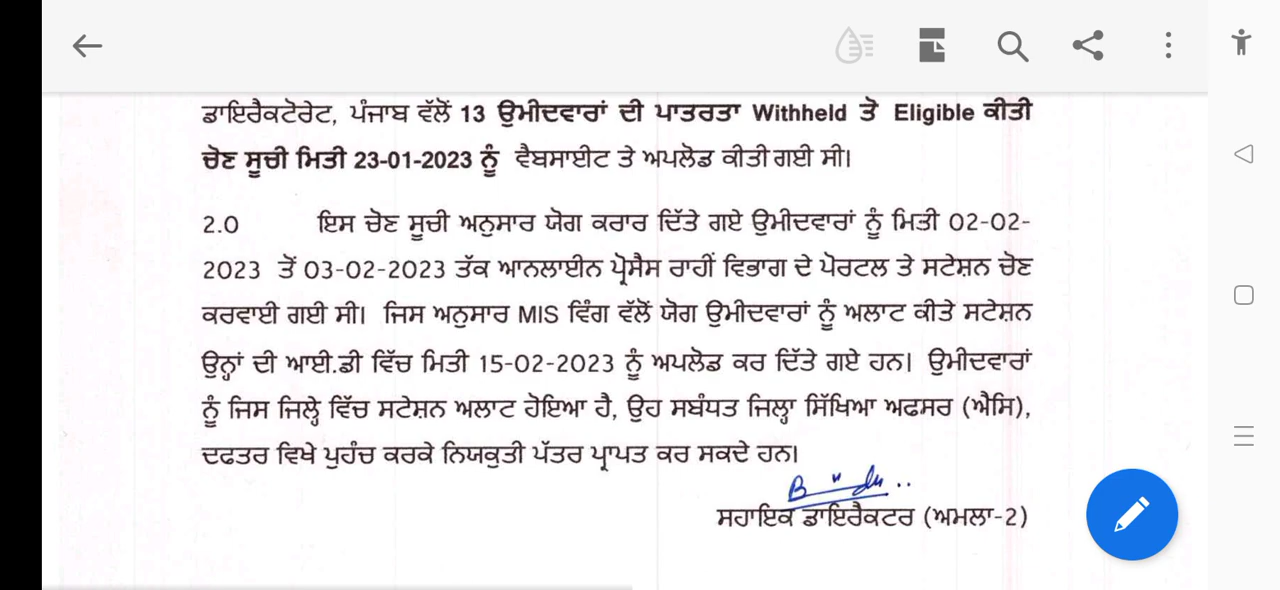 ਡਾਇਰੈਕਟੋਰੇਟ, ਪੰਜਾਬ ਵੱਲੋਂ 13 ਉਮੀਦਵਾਰਾਂ ਦੀ ਪਾਤਰਤਾ Withheld ਤੋਂ Eligible ਕੀਤੀ
ਚੋਣ ਸੂਚੀ ਮਿਤੀ 23-01-2023 ਨੂੰ ਵੈਬਸਾਈਟ ਤੇ ਅਪਲੋਡ ਕੀਤੀ ਗਈ ਸੀ।
2.0 ਇਸ ਚੋਣ ਸੂਚੀ ਅਨੁਸਾਰ ਯੋਗ ਕਰਾਰ ਦਿੱਤੇ ਗਏ ਉਮੀਦਵਾਰਾਂ ਨੂੰ ਮਿਤੀ 02-02-
2023 ਤੋਂ 03-02-2023 ਤੱਕ ਆਨਲਾਈਨ ਪ੍ਰੋਸੈਸ ਰਾਹੀਂ ਵਿਭਾਗ ਦੇ ਪੋਰਟਲ ਤੇ ਸਟੇਸ਼ਨ ਚੋਣ
ਕਰਵਾਈ ਗਈ ਸੀ। ਜਿਸ ਅਨੁਸਾਰ MIS ਵਿੰਗ ਵੱਲੋਂ ਯੋਗ ਉਮੀਦਵਾਰਾਂ ਨੂੰ ਅਲਾਟ ਕੀਤੇ ਸਟੇਸ਼ਨ
ਉਨ੍ਹਾਂ ਦੀ ਆਈ.ਡੀ ਵਿੱਚ ਮਿਤੀ 15-02-2023 ਨੂੰ ਅਪਲੋਡ ਕਰ ਦਿੱਤੇ ਗਏ ਹਨ। ਉਮੀਦਵਾਰਾਂ
ਨੂੰ ਜਿਸ ਜਿਲ੍ਹੇ ਵਿੱਚ ਸਟੇਸ਼ਨ ਅਲਾਟ ਹੋਇਆ ਹੈ, ਉਹ ਸਬੰਧਤ ਜਿਲ੍ਹਾ ਸਿੱਖਿਆ ਅਫਸਰ (ਐਸਿ),
ਦਫਤਰ ਵਿਖੇ ਪੁਹੰਚ ਕਰਕੇ ਨਿਯਕੁਤੀ ਪੱਤਰ ਪ੍ਰਾਪਤ ਕਰ ਸਕਦੇ ਹਨ।
ਸਹਾਇਕ ਡਾਇਰੈਕਟਰ (ਅਮਲਾ-2)